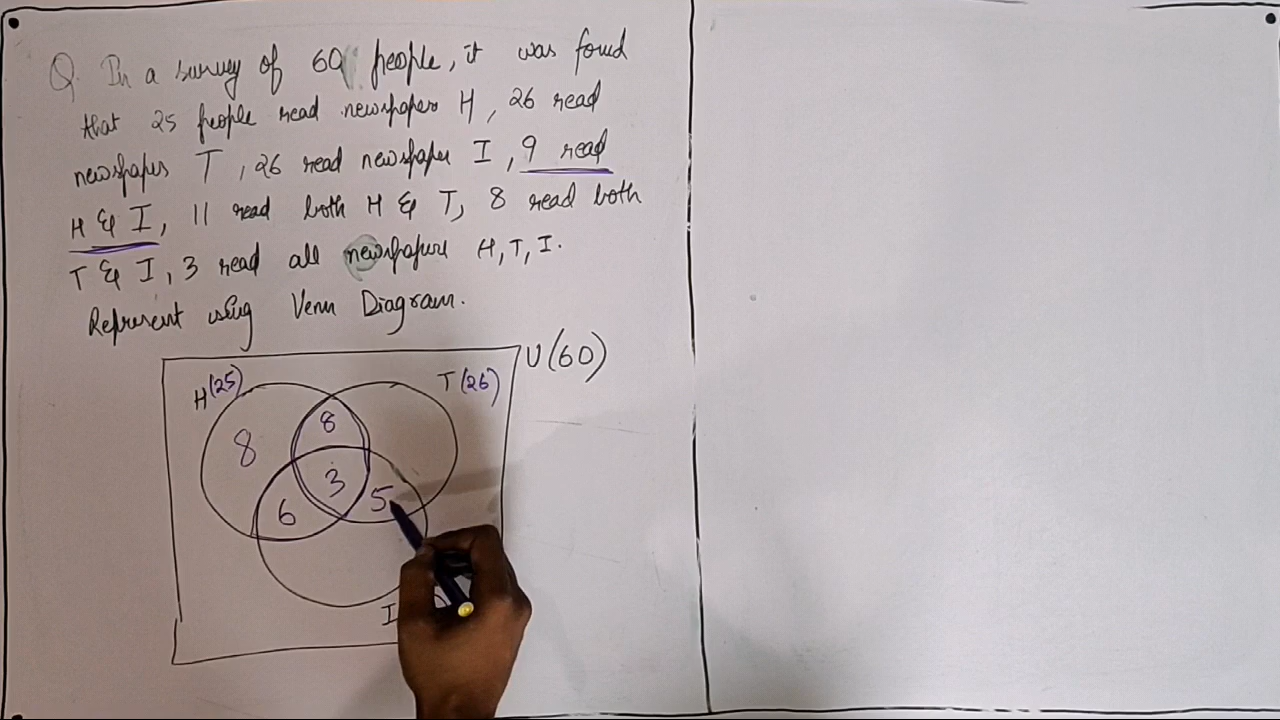 Q. In a survey of 60 people, it was found
that 25 people read newspapers H, 26 read
newspapers T, 26 read newspaper I, 9 read
H & I, 11 read both H & T, 8 read both
T & I, 3 read all newspapers H, T, I.
Represent using Venn Diagram.
U(60)
H(25)
T(26)
8
8
3
6
5
I